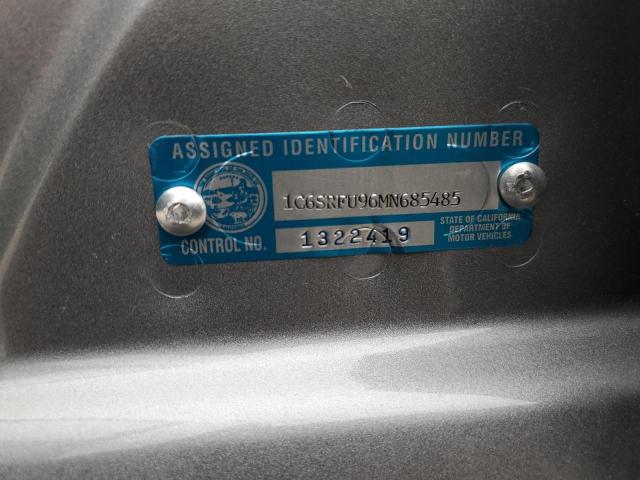 ASSIGNED IDENTIFICATION NUMBER
1C6SRFU96MN685485
CONTROL NO. 1322419
STATE OF CALIFORNIA
DEPARTMENT OF
MOTOR VEHICLES